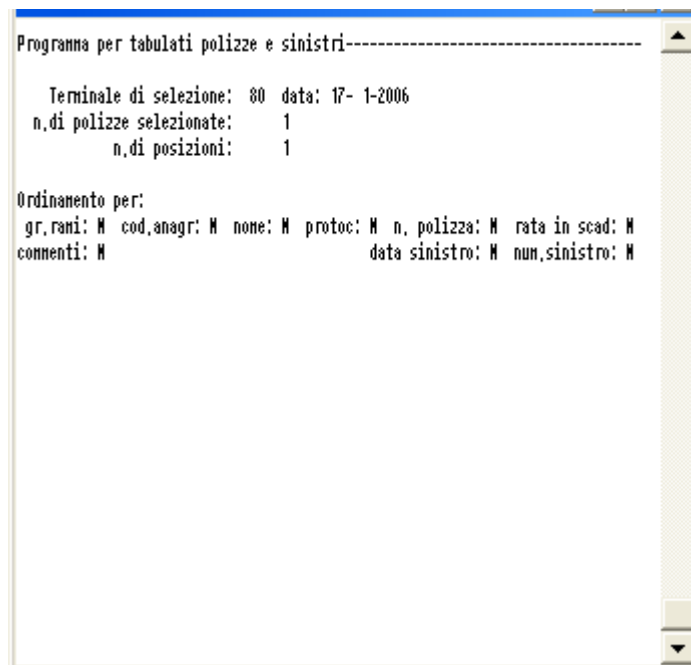 Programma per tabulati polizze e sinistri-------------------------------------
Terminale di selezione: 80 data: 17- 1-2006
n.di polizze selezionate: 1
n.di posizioni: 1
Ordinamento per:
gr.rami: N cod.anagr: N nome: N protoc: N n. polizza: N rata in scad: N
commenti: N data sinistro: N num.sinistro: N